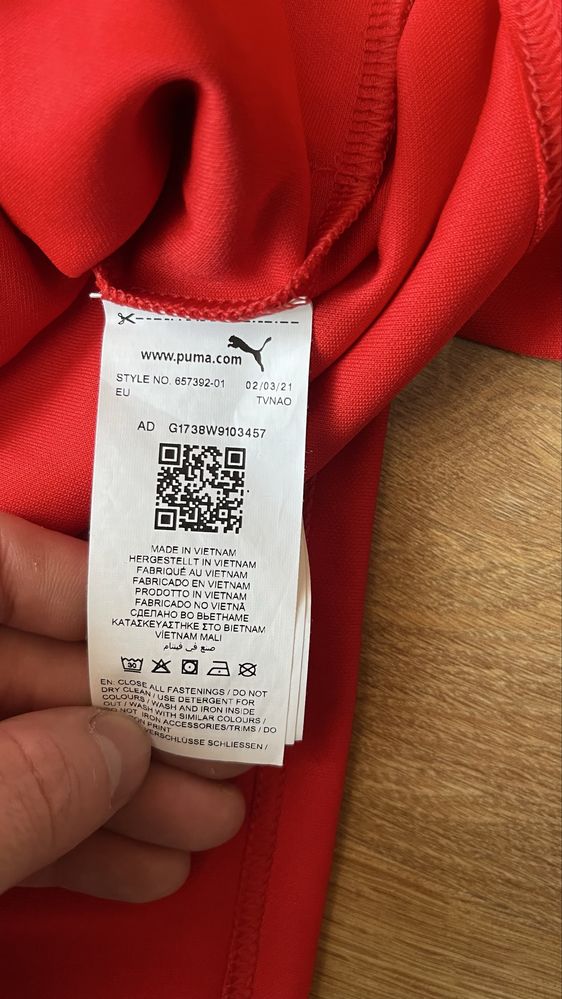 www.puma.com
STYLE NO. 657392-01 02/03/21
EU TVNAO
AD G1738W9103457
MADE IN VIETNAM
HERGESTELLT IN VIETNAM
FABRIQUÉ AU VIETNAM
FABRICADO EN VIETNAM
PRODOTTO IN VIETNAM
FABRICADO NO VIETNÃ
СДЕЛАНО ВО ВЬЕТНАМЕ
ΚΑΤΑΣΚΕΥΑΣΤΗΚΕ ΣΤΟ ΒΙΕΤΝΑΜ
VİETNAM MALI
صنع في فيتنام
30
EN: CLOSE ALL FASTENINGS / DO NOT
DRY CLEAN / USE DETERGENT FOR
COLOURS / WASH AND IRON INSIDE
OUT / WASH WITH SIMILAR COLOURS /
DO NOT IRON ACCESSORIES/TRIMS / DO
PRINT
VERSCHLÜSSE SCHLIESSEN /